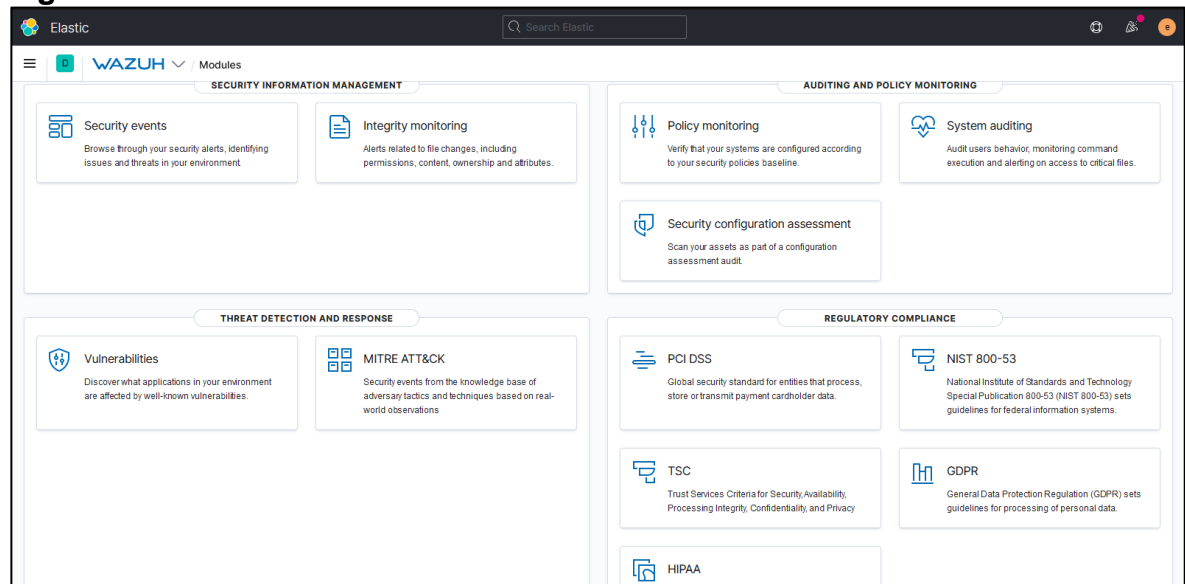 Elastic
Search Elastic
e
D
WAZUH / Modules
SECURITY INFORMATION MANAGEMENT
Security events
Browse through your security alerts, identifying
issues and threats in your environment.
Integrity monitoring
Alerts related to file changes, including
permissions, content, ownership and attributes.
AUDITING AND POLICY MONITORING
Policy monitoring
Verify that your systems are configured according
to your security policies baseline.
System auditing
Audit users behavior, monitoring command
execution and alerting on access to critical files.
Security configuration assessment
Scan your assets as part of a configuration
assessment audit.
THREAT DETECTION AND RESPONSE
Vulnerabilities
Discover what applications in your environment
are affected by well-known vulnerabilities.
MITRE ATT&CK
Security events from the knowledge base of
adversary tactics and techniques based on real-
world observations
REGULATORY COMPLIANCE
PCI DSS
Global security standard for entities that process,
store or transmit payment cardholder data.
NIST 800-53
National Institute of Standards and Technology
Special Publication 800-53 (NIST 800-53) sets
guidelines for federal information systems.
TSC
Trust Services Criteria for Security, Availability,
Processing Integrity, Confidentiality, and Privacy
GDPR
General Data Protection Regulation (GDPR) sets
guidelines for processing of personal data.
HIPAA